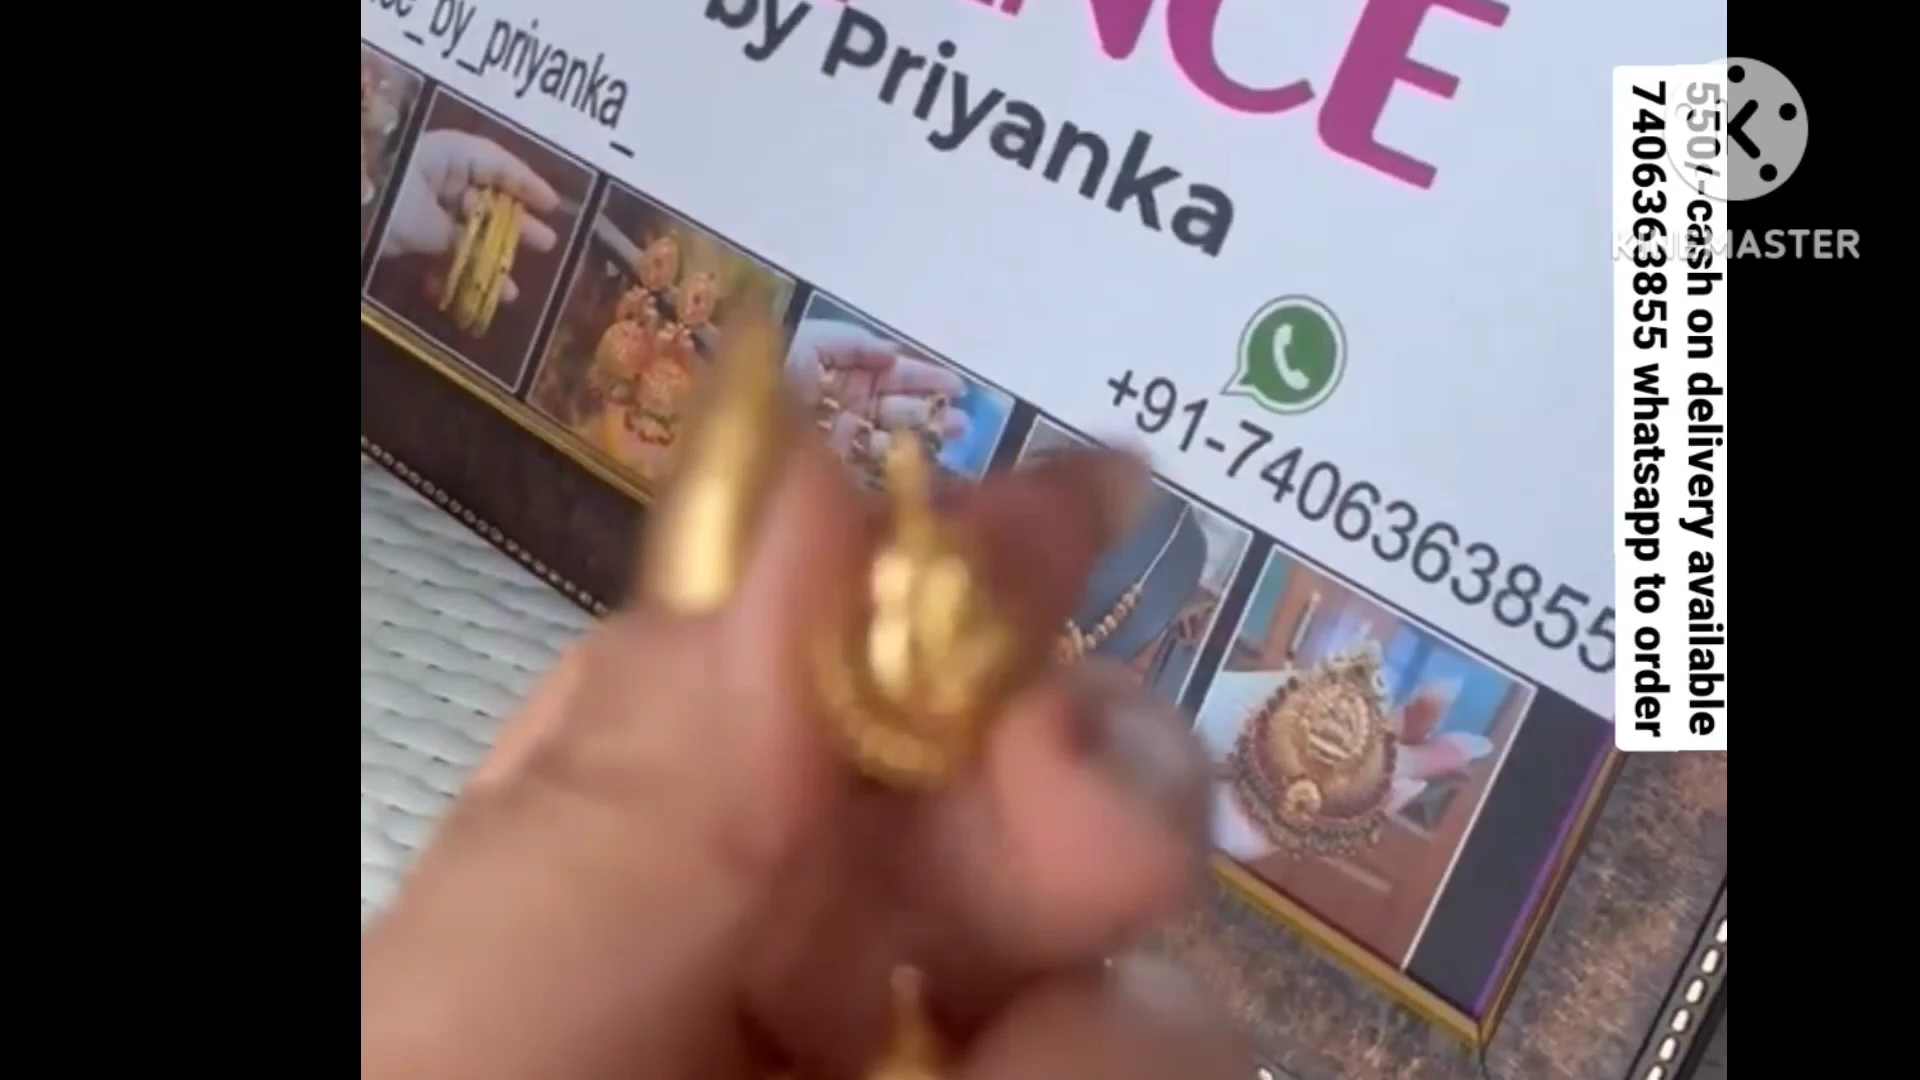 NCE
by Priyanka
_by_priyanka_
+91-7406363855
550/-cash on delivery available
7406363855 whatsapp to order
KINEMASTER